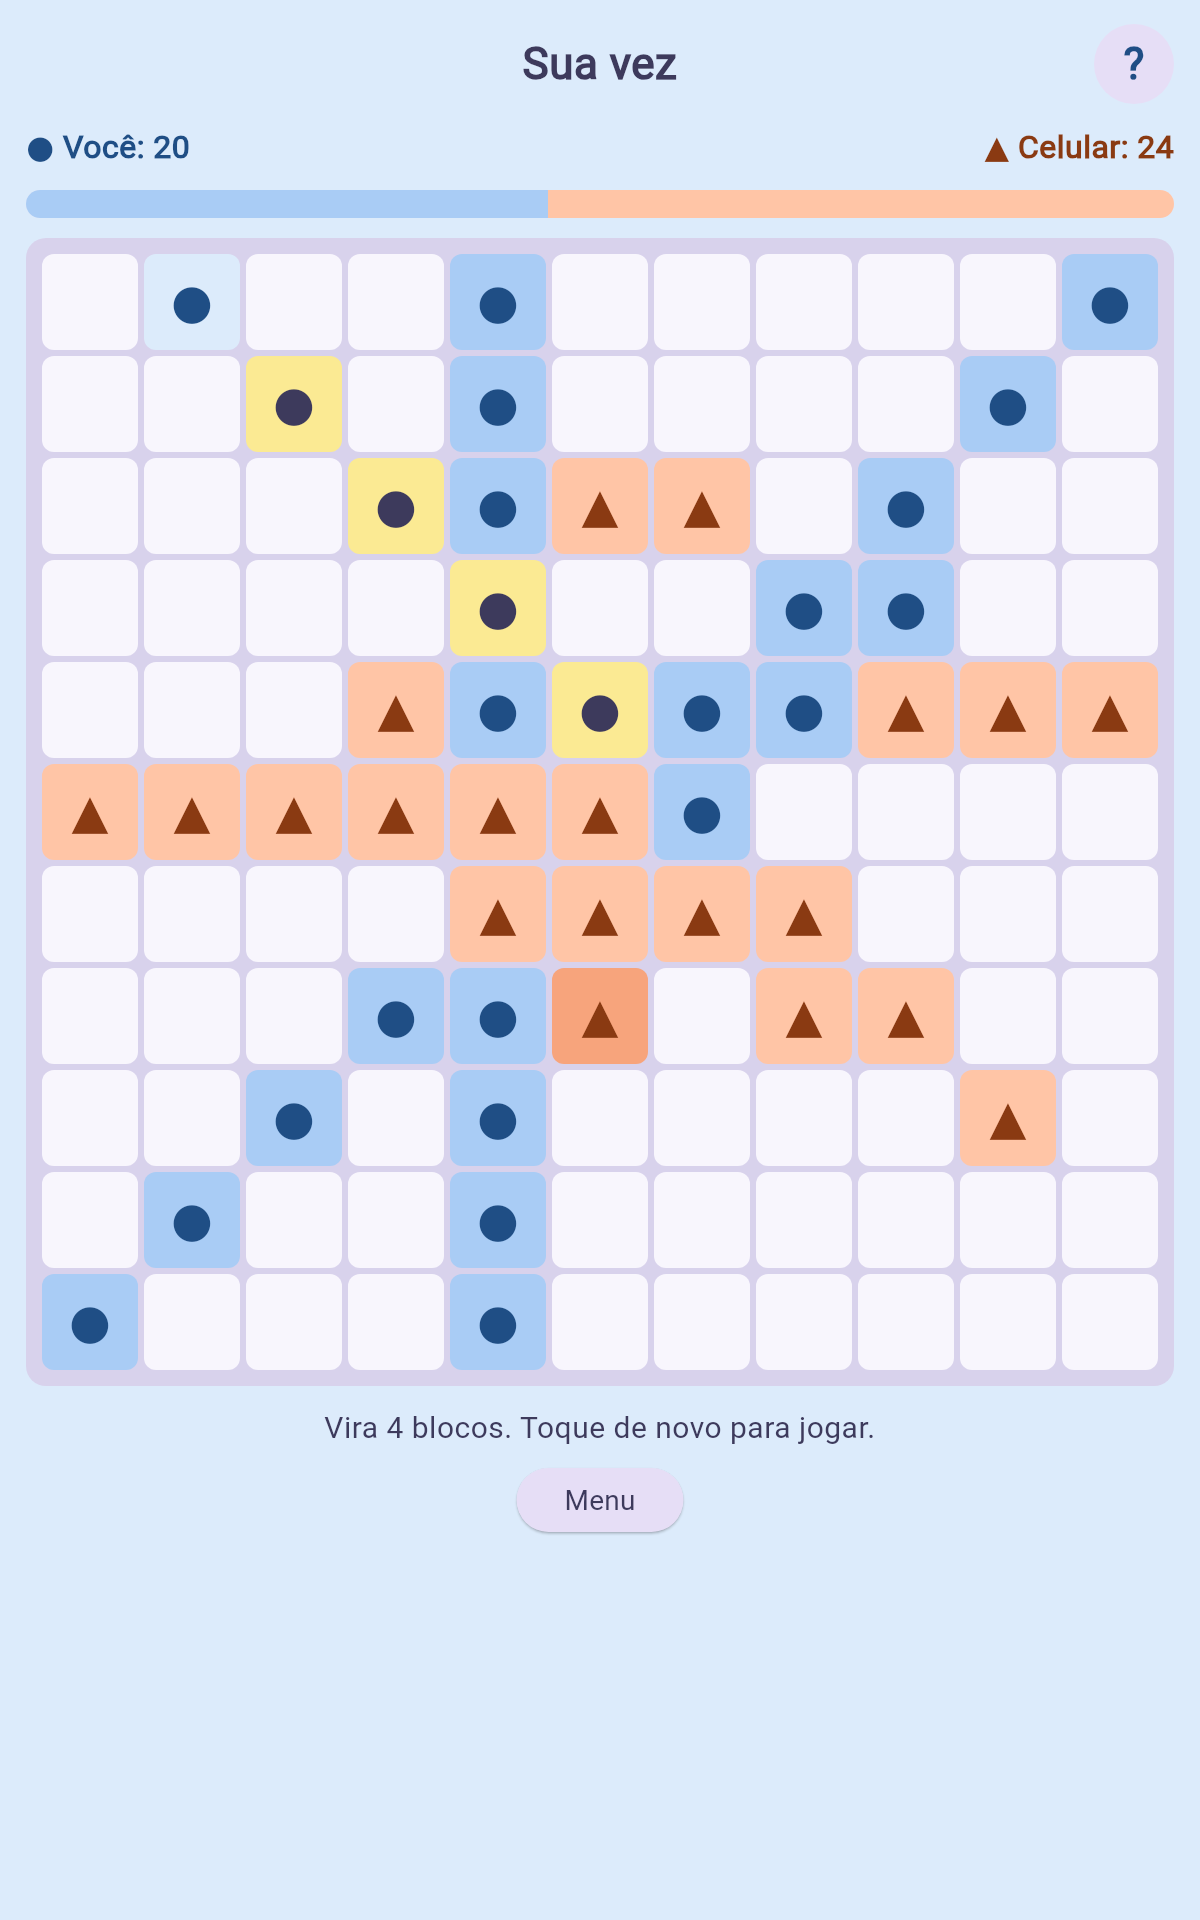 Sua vez
?
Você: 20
Celular: 24
Vira 4 blocos. Toque de novo para jogar.
Menu